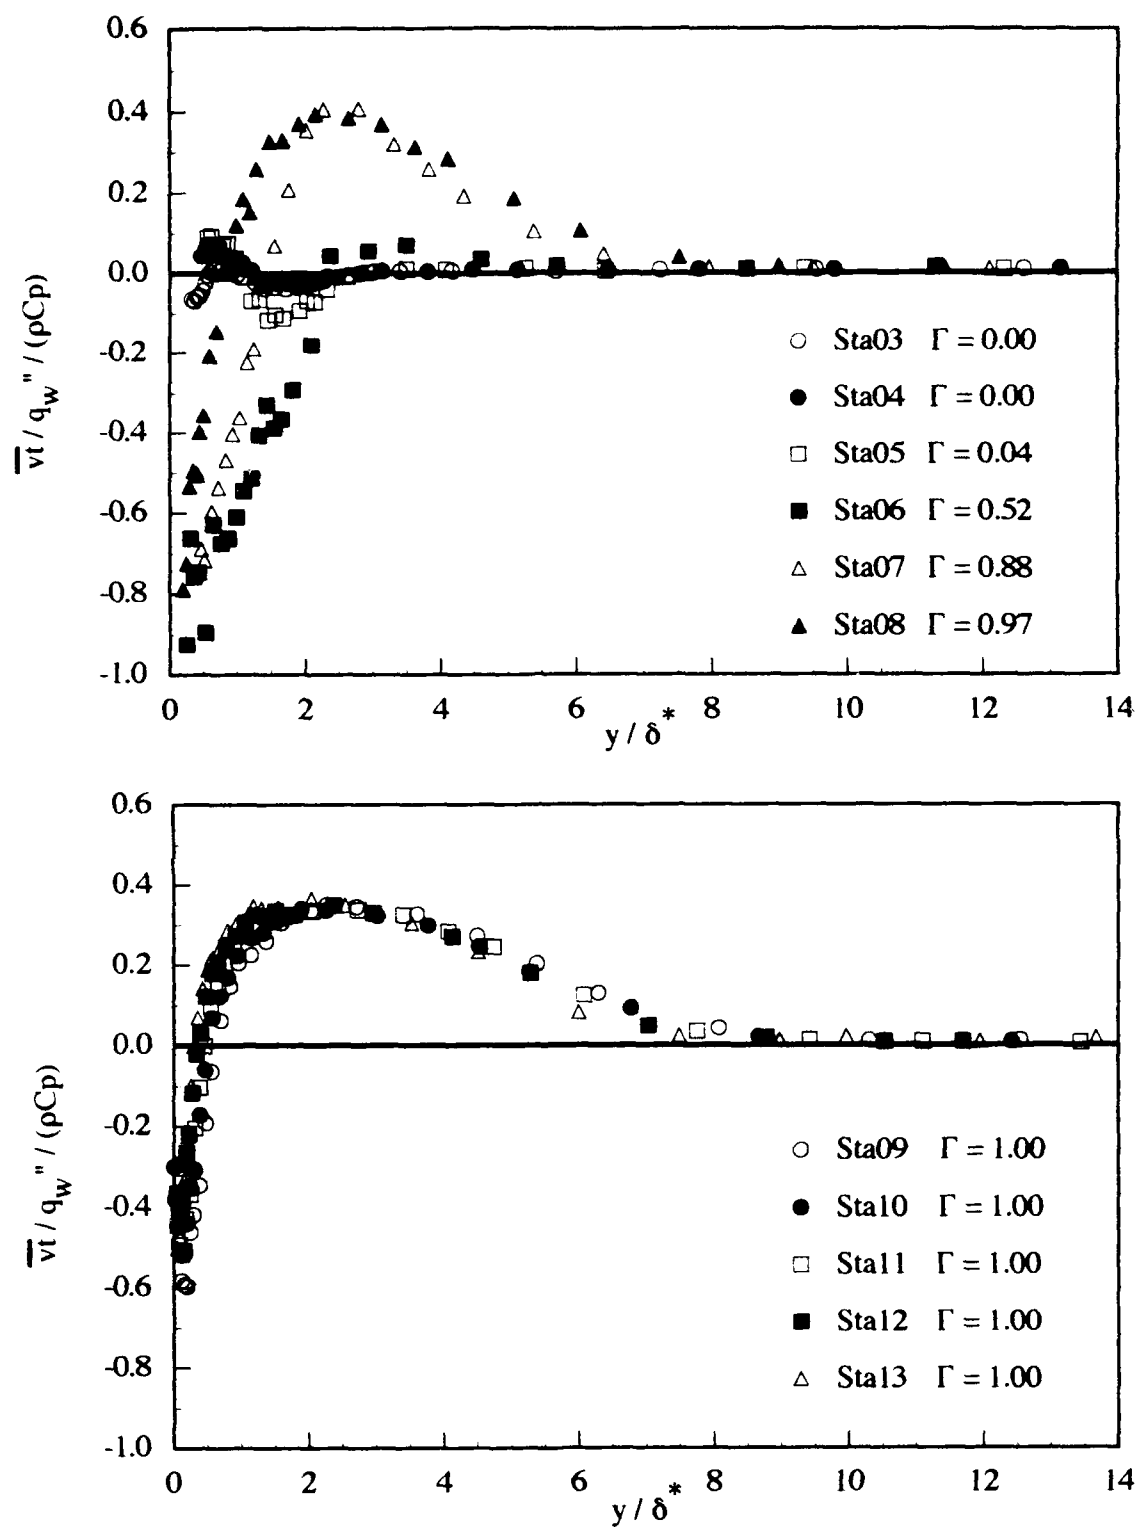 0.6
0.4
0.2
0.0
-0.2
-0.4
-0.6
-0.8
-1.0
v̅t̅ / q_w'' / (ρCp)
Sta03 Γ = 0.00
Sta04 Γ = 0.00
Sta05 Γ = 0.04
Sta06 Γ = 0.52
Sta07 Γ = 0.88
Sta08 Γ = 0.97
0 2 4 6 8 10 12 14
y / δ*
0.6
0.4
0.2
0.0
-0.2
-0.4
-0.6
-0.8
-1.0
v̅t̅ / q_w'' / (ρCp)
Sta09 Γ = 1.00
Sta10 Γ = 1.00
Sta11 Γ = 1.00
Sta12 Γ = 1.00
Sta13 Γ = 1.00
0 2 4 6 8 10 12 14
y / δ*